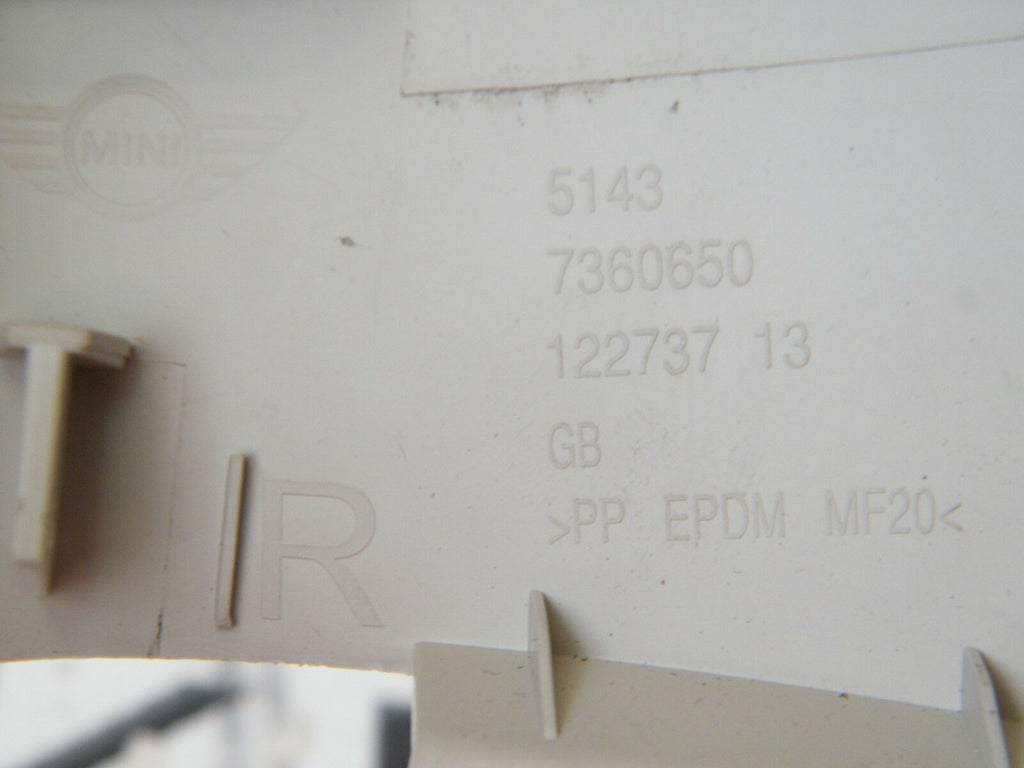 MINI
5143
7360650
122737 13
GB
>PP EPDM MF20<
R